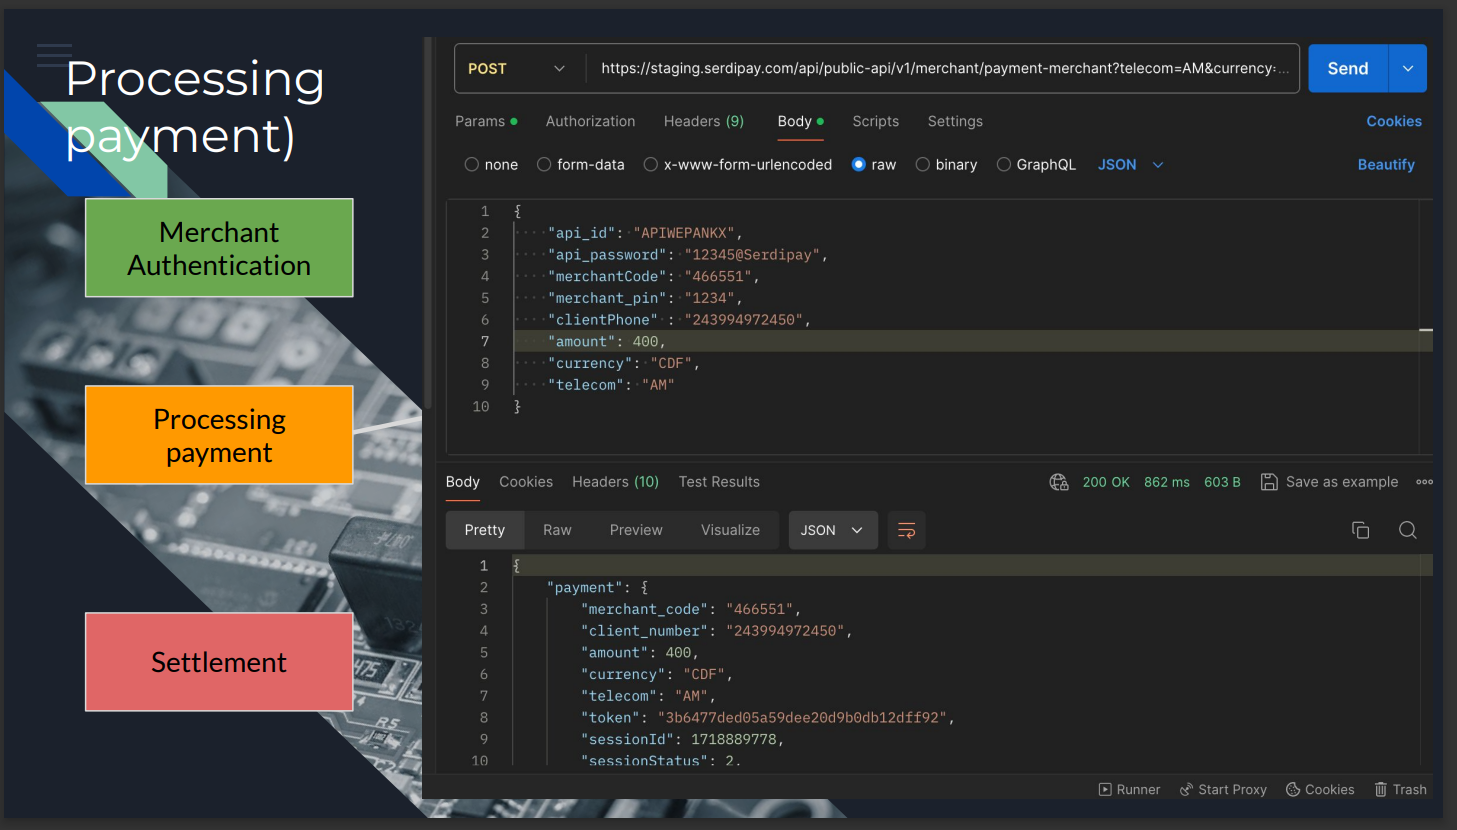 Processing
payment)
Merchant
Authentication
Processing
payment
Settlement
POST
https://staging.serdipay.com/api/public-api/v1/merchant/payment-merchant?telecom=AM&currency:...
Send
Params
Authorization
Headers (9)
Body
Scripts
Settings
Cookies
none
form-data
x-www-form-urlencoded
raw
binary
GraphQL
JSON
Beautify
1 {
2 "api_id": "APIWEPANKX",
3 "api_password": "12345@Serdipay",
4 "merchantCode": "466551",
5 "merchant_pin": "1234",
6 "clientPhone" : "243994972450",
7 "amount": 400,
8 "currency": "CDF",
9 "telecom": "AM"
10 }
Body
Cookies
Headers (10)
Test Results
200 OK
862 ms
603 B
Save as example
Pretty
Raw
Preview
Visualize
JSON
1 {
2 "payment": {
3 "merchant_code": "466551",
4 "client_number": "243994972450",
5 "amount": 400,
6 "currency": "CDF",
7 "telecom": "AM",
8 "token": "3b6477ded05a59dee20d9b0db12dff92",
9 "sessionId": 1718889778,
10 "sessionStatus": 2,
Runner
Start Proxy
Cookies
Trash
475
R5